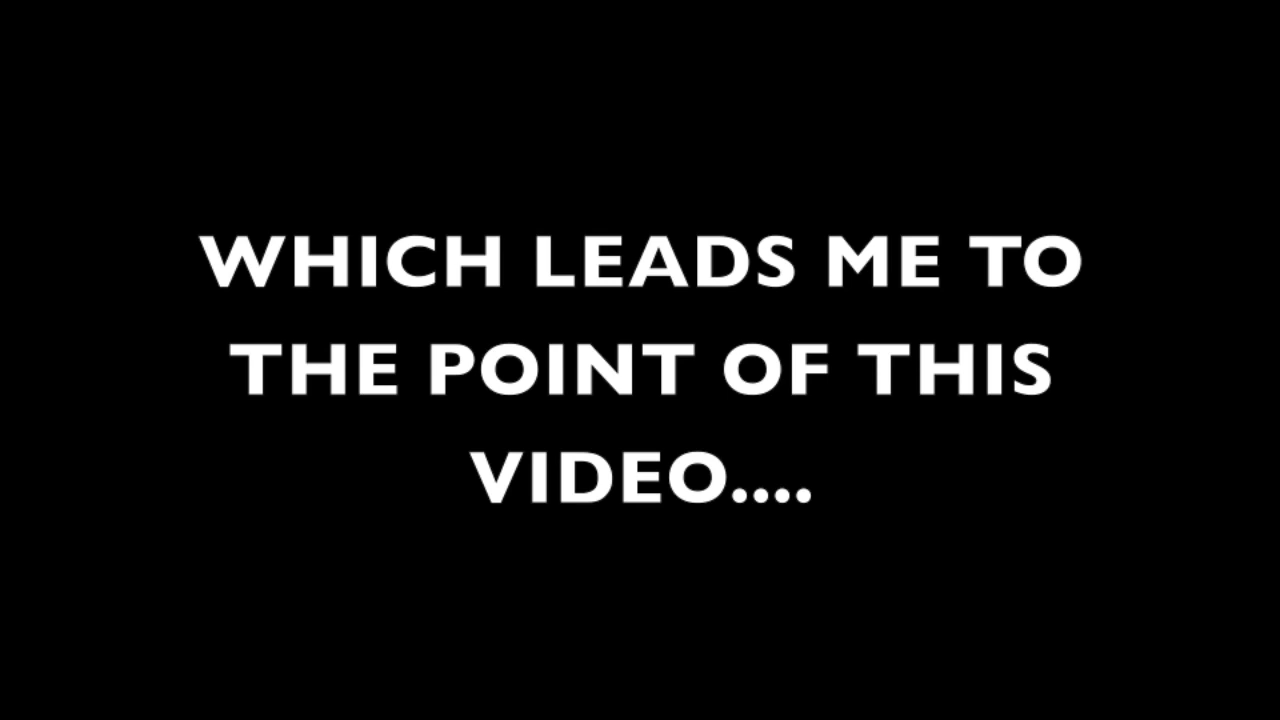 WHICH LEADS ME TO
THE POINT OF THIS
VIDEO....